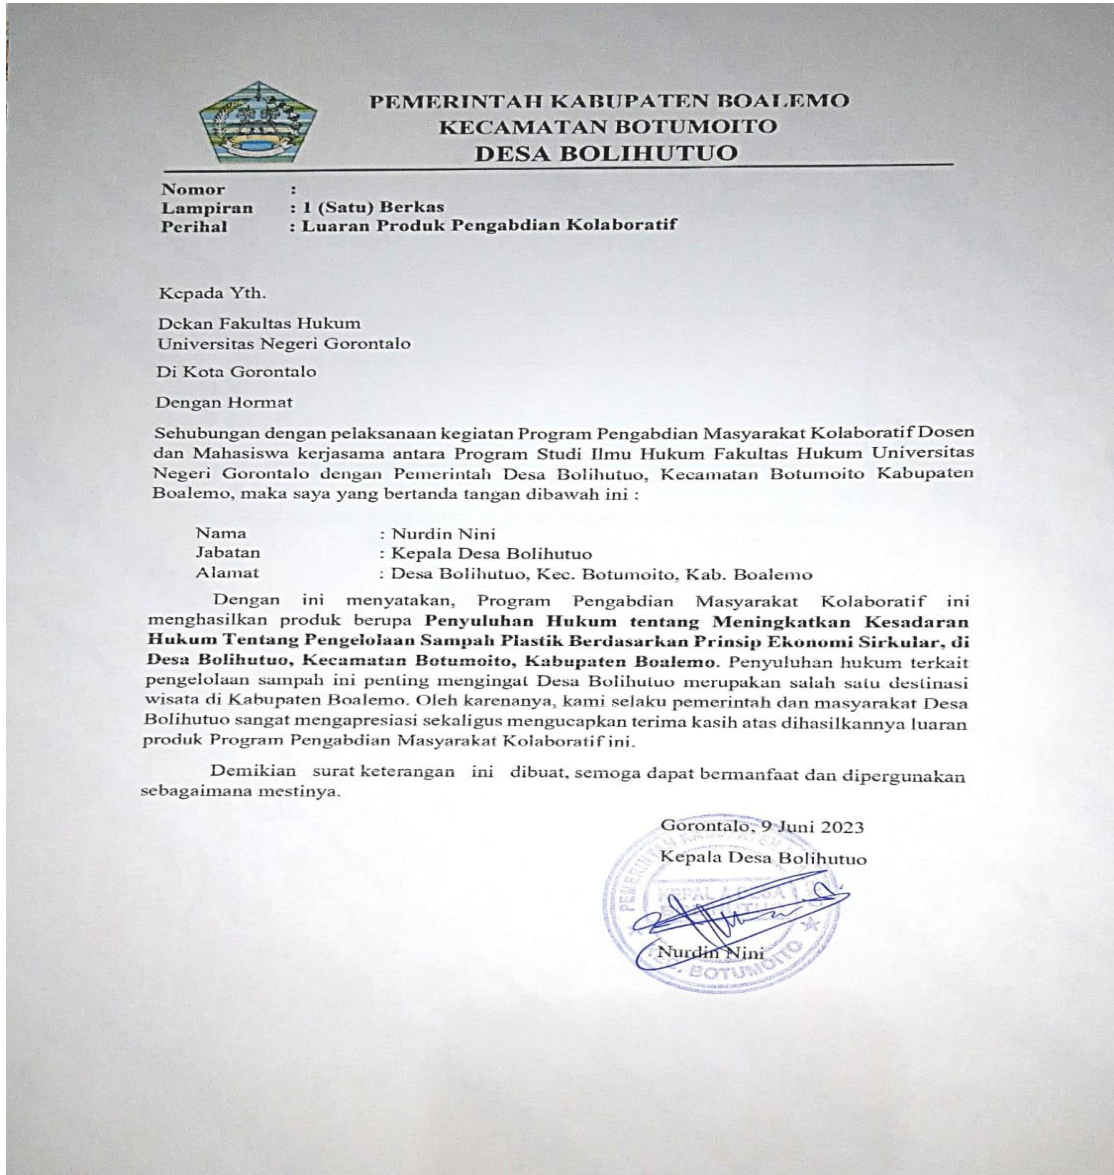 PEMERINTAH KABUPATEN BOALEMO
KECAMATAN BOTUMOITO
DESA BOLIHUTUO
Nomor :
Lampiran : 1 (Satu) Berkas
Perihal : Luaran Produk Pengabdian Kolaboratif
Kepada Yth.
Dekan Fakultas Hukum
Universitas Negeri Gorontalo
Di Kota Gorontalo
Dengan Hormat
Sehubungan dengan pelaksanaan kegiatan Program Pengabdian Masyarakat Kolaboratif Dosen
dan Mahasiswa kerjasama antara Program Studi Ilmu Hukum Fakultas Hukum Universitas
Negeri Gorontalo dengan Pemerintah Desa Bolihutuo, Kecamatan Botumoito Kabupaten
Boalemo, maka saya yang bertanda tangan dibawah ini :
Nama : Nurdin Nini
Jabatan : Kepala Desa Bolihutuo
Alamat : Desa Bolihutuo, Kec. Botumoito, Kab. Boalemo
Dengan ini menyatakan, Program Pengabdian Masyarakat Kolaboratif ini
menghasilkan produk berupa Penyuluhan Hukum tentang Meningkatkan Kesadaran
Hukum Tentang Pengelolaan Sampah Plastik Berdasarkan Prinsip Ekonomi Sirkular, di
Desa Bolihutuo, Kecamatan Botumoito, Kabupaten Boalemo. Penyuluhan hukum terkait
pengelolaan sampah ini penting mengingat Desa Bolihutuo merupakan salah satu destinasi
wisata di Kabupaten Boalemo. Oleh karenanya, kami selaku pemerintah dan masyarakat Desa
Bolihutuo sangat mengapresiasi sekaligus mengucapkan terima kasih atas dihasilkannya luaran
produk Program Pengabdian Masyarakat Kolaboratif ini.
Demikian surat keterangan ini dibuat, semoga dapat bermanfaat dan dipergunakan
sebagaimana mestinya.
Gorontalo, 9 Juni 2023
Kepala Desa Bolihutuo
PEMERINTAH KABUPATEN
KEPALA DESA
BOTUMOITO
Nurdin Nini